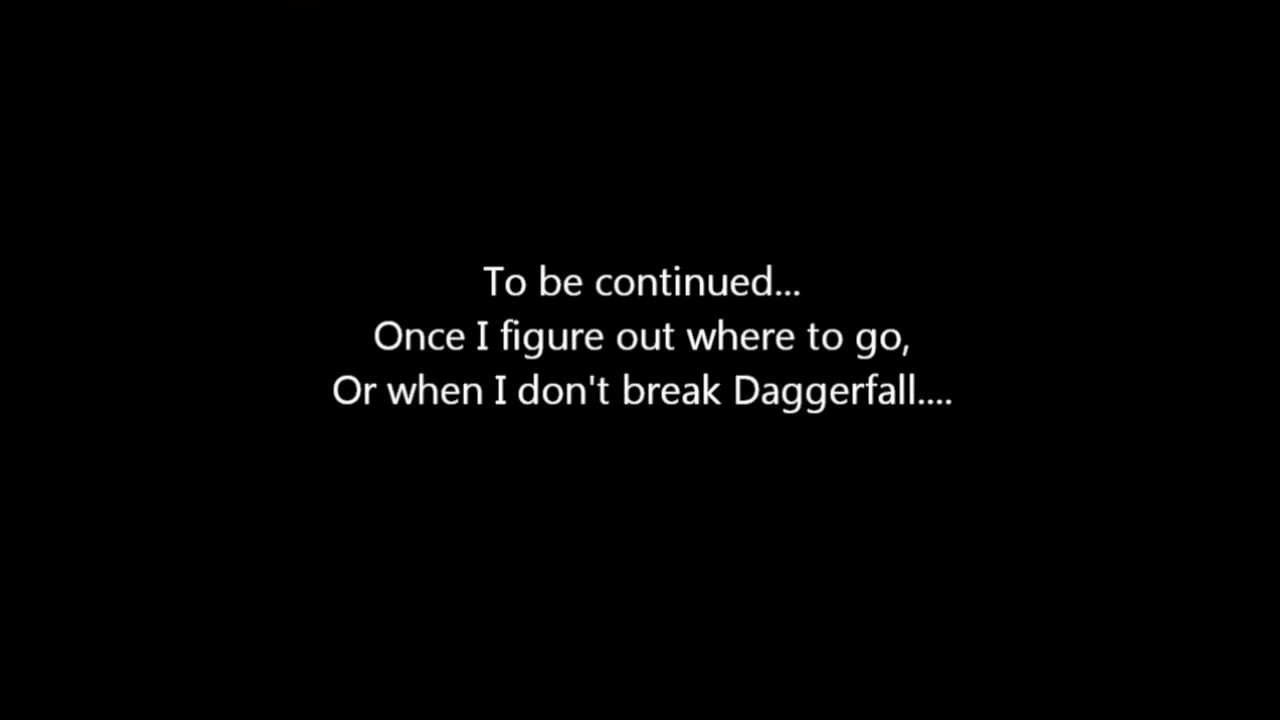 To be continued...
Once I figure out where to go,
Or when I don't break Daggerfall....